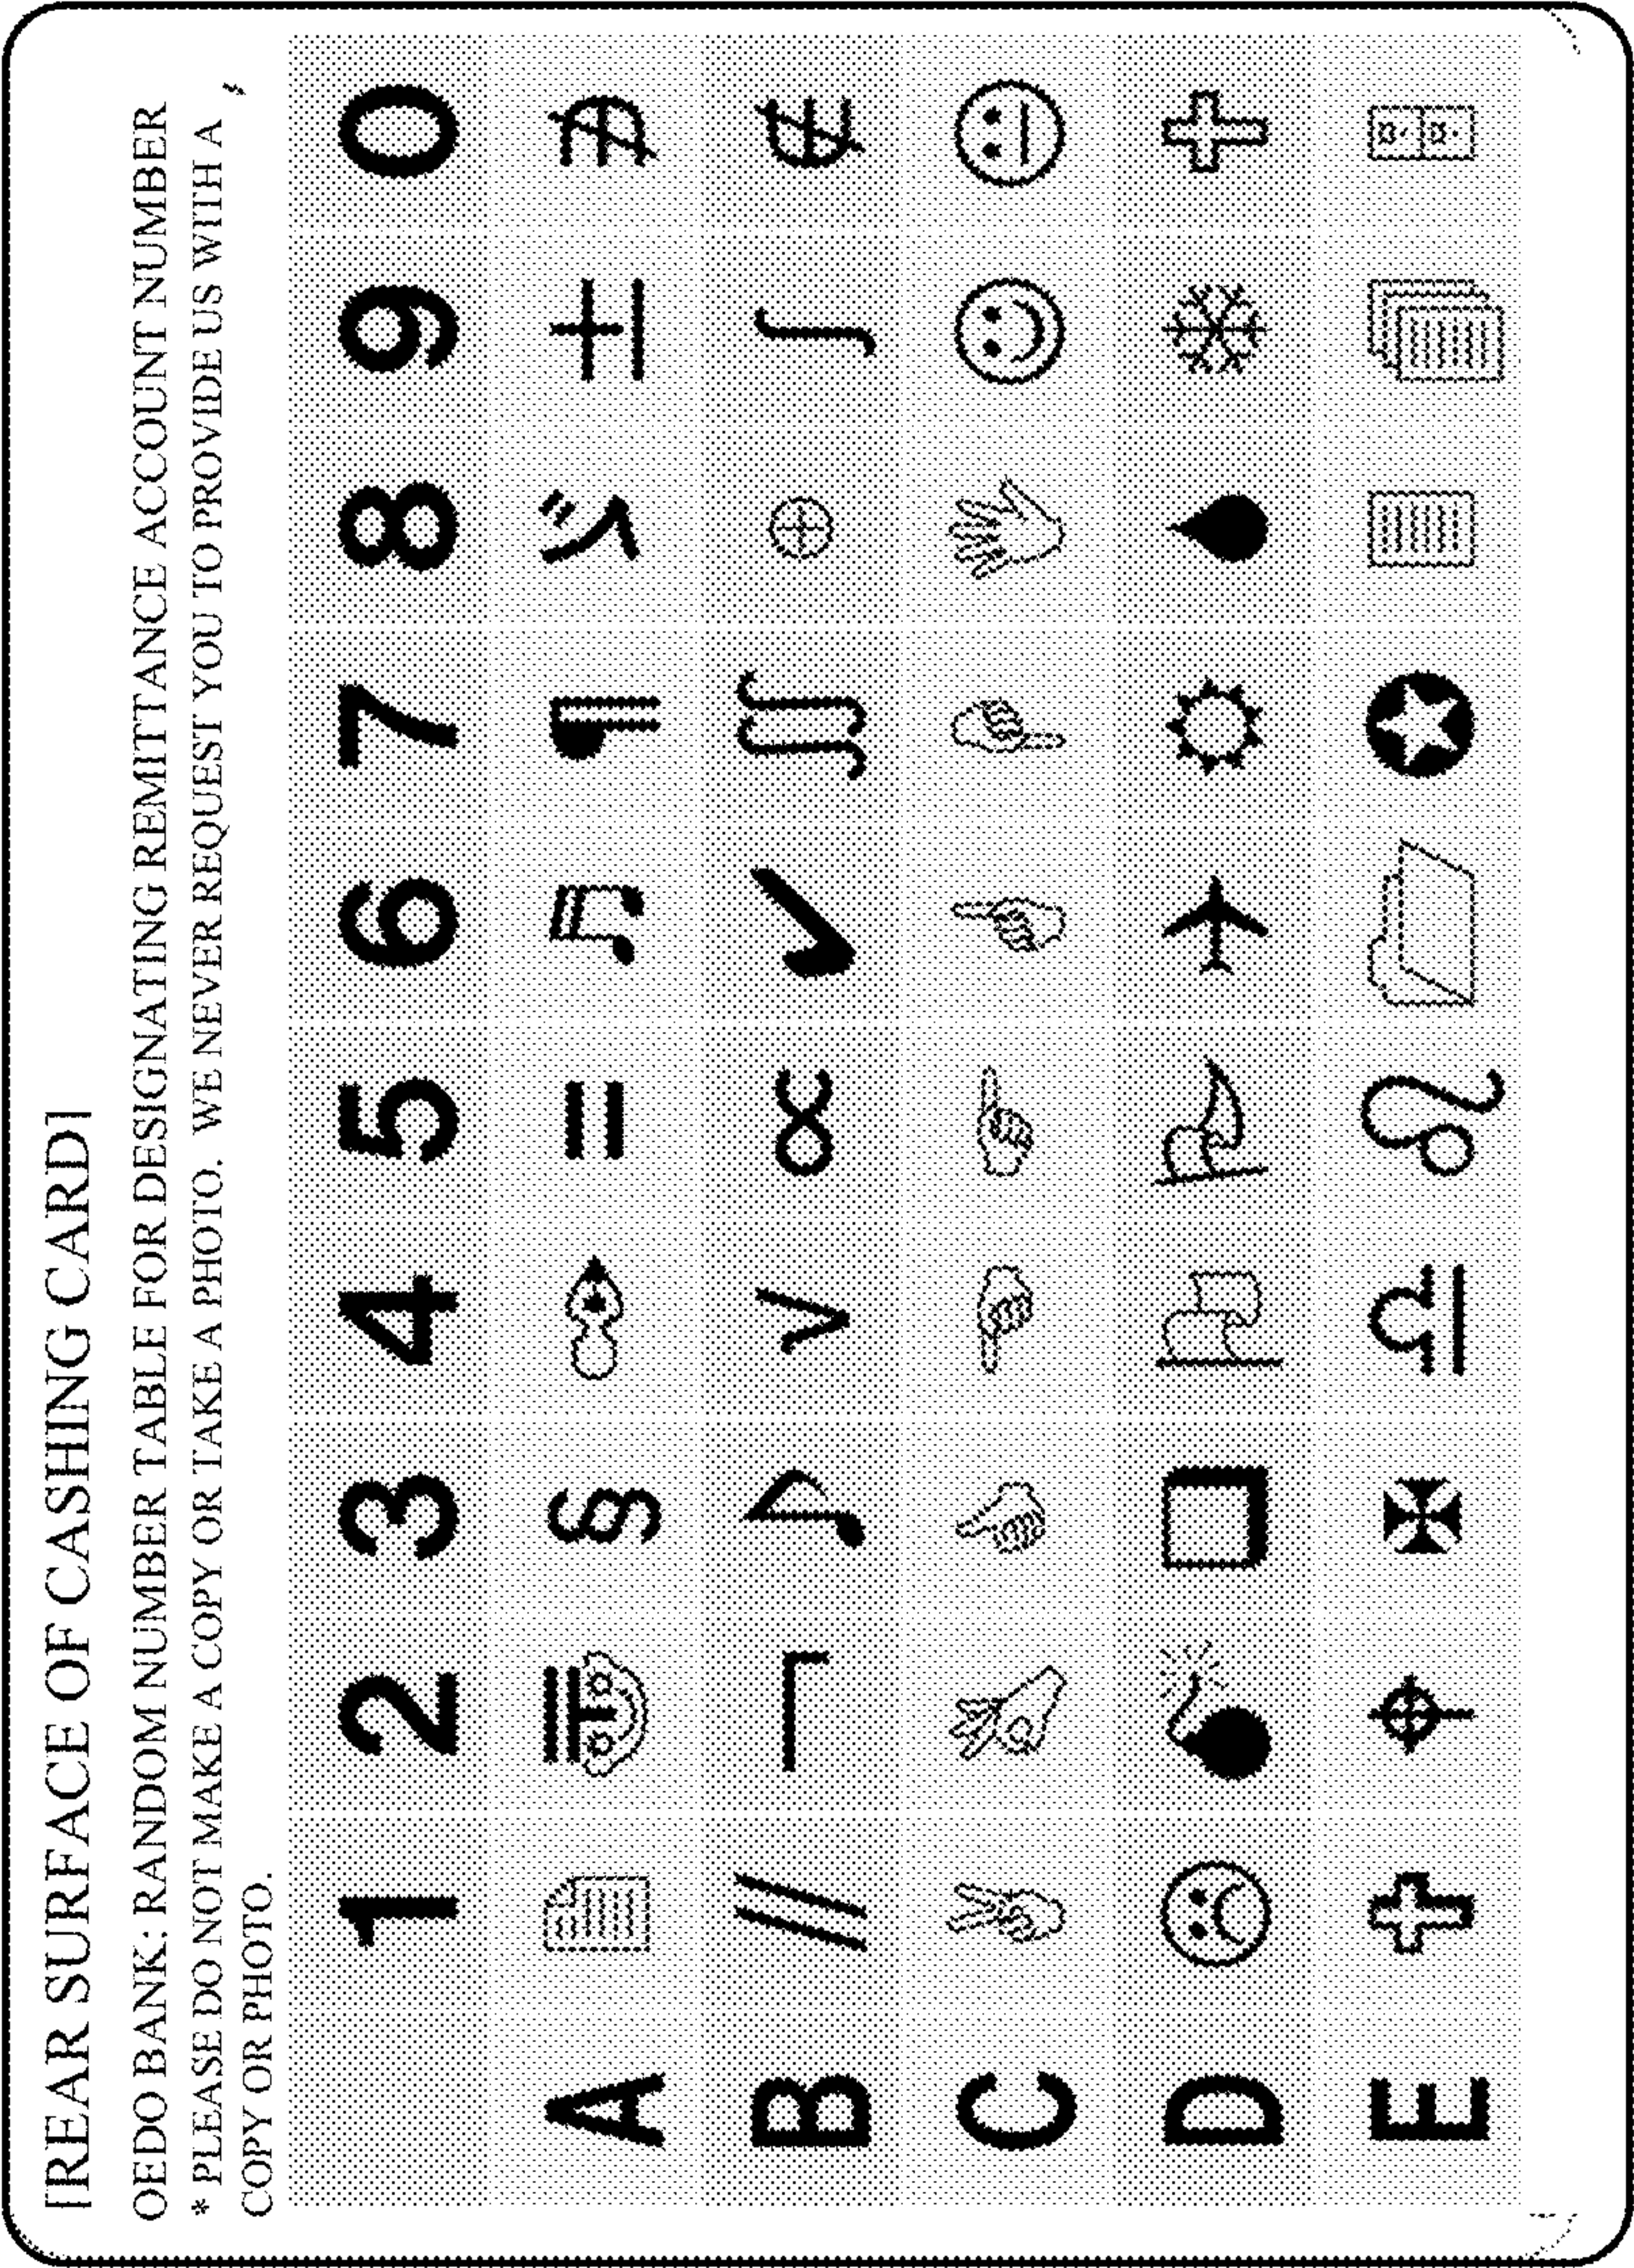 [REAR SURFACE OF CASHING CARD]
OEDO BANK: RANDOM NUMBER TABLE FOR DESIGNATING REMITTANCE ACCOUNT NUMBER
* PLEASE DO NOT MAKE A COPY OR TAKE A PHOTO. WE NEVER REQUEST YOU TO PROVIDE US WITH A
COPY OR PHOTO.
1 2 3 4 5 6 7 8 9 0
A § = ♫ ¶ ヅ ±
B // ¬ ♪ √ ∝ ✓ ∬ ⊕ ∫
C
D
E